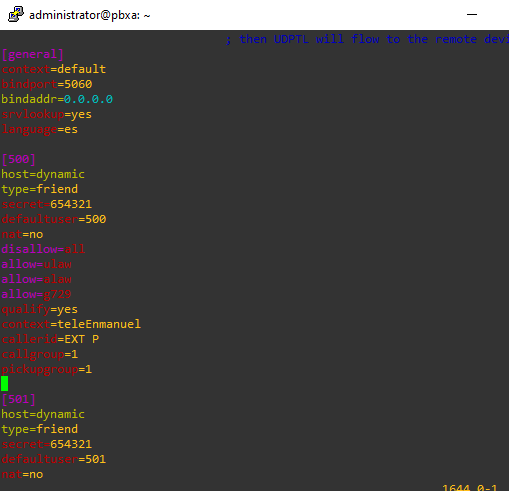 administrator@pbxa: ~
; then UDPTL will flow to the remote devi
[general]
context=default
bindport=5060
bindaddr=0.0.0.0
srvlookup=yes
language=es
[500]
host=dynamic
type=friend
secret=654321
defaultuser=500
nat=no
disallow=all
allow=ulaw
allow=alaw
allow=g729
qualify=yes
context=teleEnmanuel
callerid=EXT P
callgroup=1
pickupgroup=1
[501]
host=dynamic
type=friend
secret=654321
defaultuser=501
nat=no
1644,0-1